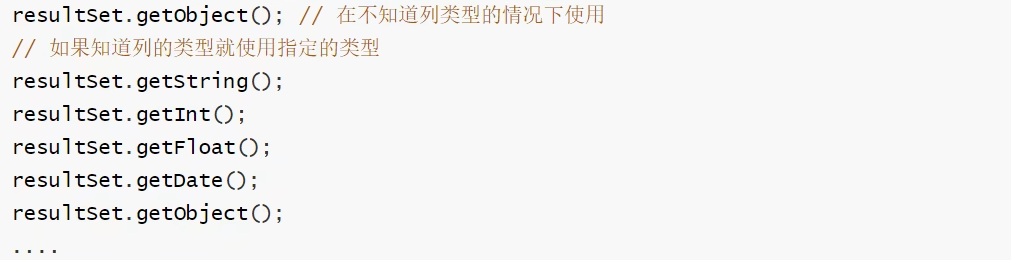 resultSet.getObject(); // 在不知道列类型的情况下使用
// 如果知道列的类型就使用指定的类型
resultSet.getString();
resultSet.getInt();
resultSet.getFloat();
resultSet.getDate();
resultSet.getObject();
....